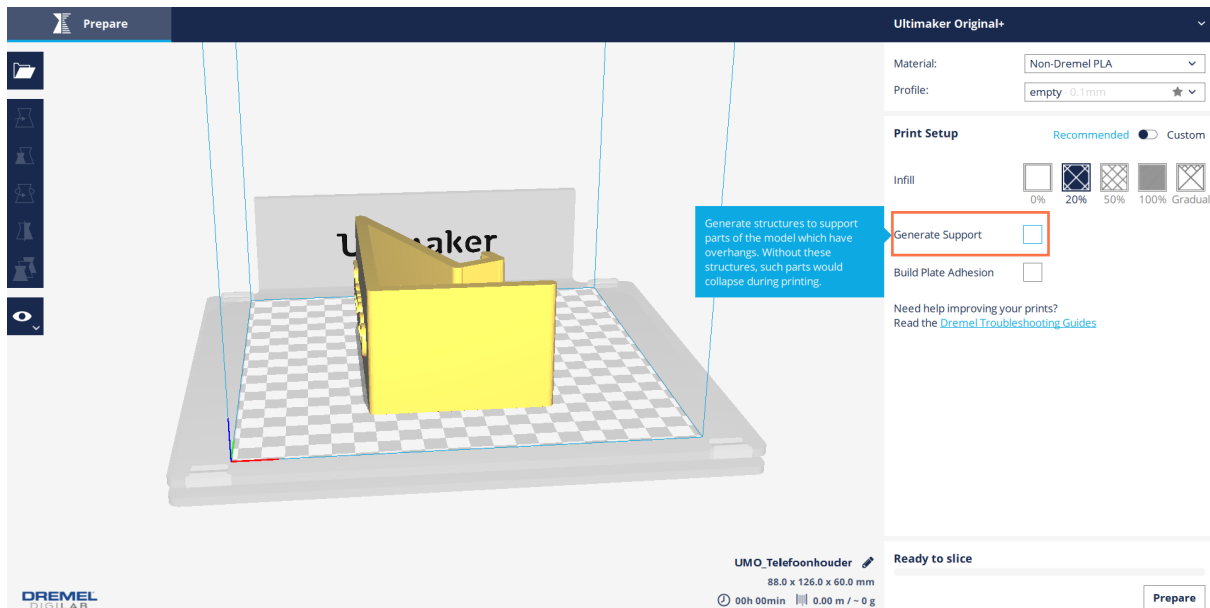 Prepare
Ultimaker Original+
Material:
Non-Dremel PLA
Profile:
empty - 0.1mm
Print Setup
Recommended
Custom
Infill
0%
20%
50%
100%
Gradual
Generate structures to support
parts of the model which have
overhangs. Without these
structures, such parts would
collapse during printing.
Generate Support
Build Plate Adhesion
Need help improving your prints?
Read the Dremel Troubleshooting Guides
UMO_Telefoonhouder
88.0 x 126.0 x 60.0 mm
00h 00min
0.00 m / ~ 0 g
Ready to slice
Prepare
DREMEL
DIGILAB